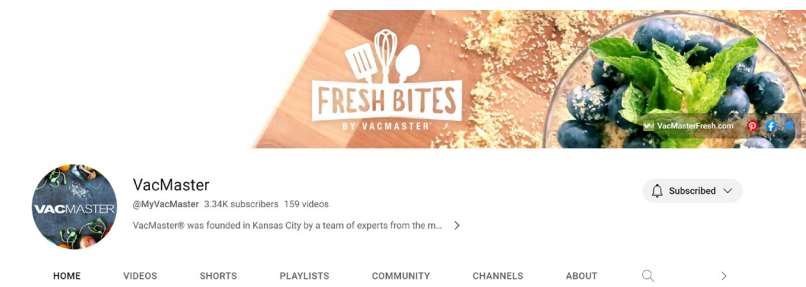 FRESH BITES
BY VACMASTER
VacMasterFresh.com
VACMASTER
VacMaster
@MyVacMaster 3.34K subscribers 159 videos
Subscribed
VacMaster® was founded in Kansas City by a team of experts from the m...
HOME VIDEOS SHORTS PLAYLISTS COMMUNITY CHANNELS ABOUT